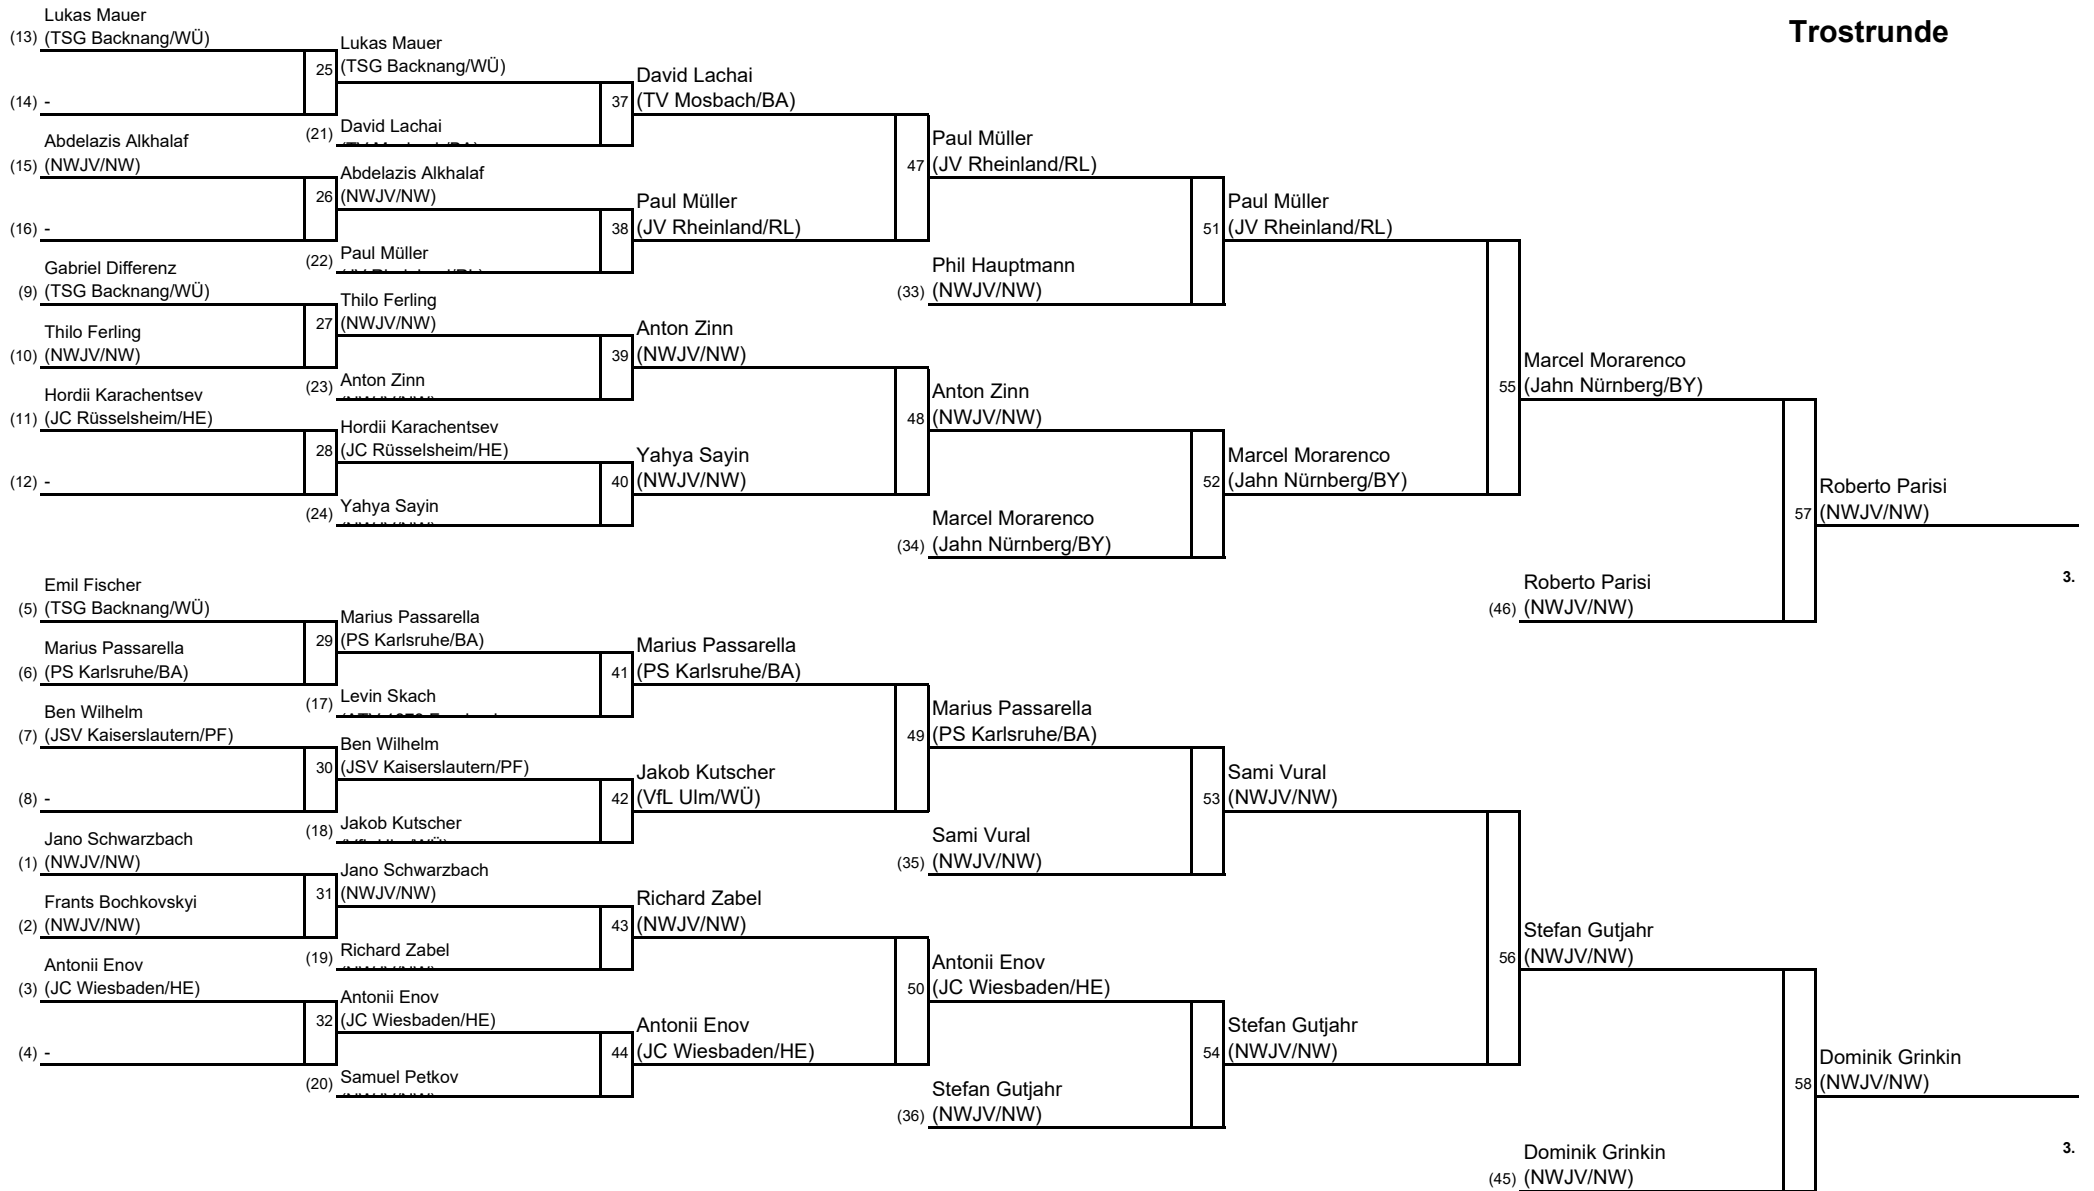 Trostrunde
Lukas Mauer
(13) (TSG Backnang/WÜ)
(14) -
Abdelazis Alkhalaf
(15) (NWJV/NW)
(16) -
Gabriel Differenz
(9) (TSG Backnang/WÜ)
Thilo Ferling
(10) (NWJV/NW)
Hordii Karachentsev
(11) (JC Rüsselsheim/HE)
(12) -
Emil Fischer
(5) (TSG Backnang/WÜ)
Marius Passarella
(6) (PS Karlsruhe/BA)
Ben Wilhelm
(7) (JSV Kaiserslautern/PF)
(8) -
Jano Schwarzbach
(1) (NWJV/NW)
Frants Bochkovskyi
(2) (NWJV/NW)
Antonii Enov
(3) (JC Wiesbaden/HE)
(4) -
25
26
27
28
29
30
31
32
Lukas Mauer
(TSG Backnang/WÜ)
(21) David Lachai
Abdelazis Alkhalaf
(NWJV/NW)
(22) Paul Müller
Thilo Ferling
(NWJV/NW)
(23) Anton Zinn
Hordii Karachentsev
(JC Rüsselsheim/HE)
(24) Yahya Sayin
Marius Passarella
(PS Karlsruhe/BA)
(17) Levin Skach
Ben Wilhelm
(JSV Kaiserslautern/PF)
(18) Jakob Kutscher
Jano Schwarzbach
(NWJV/NW)
(19) Richard Zabel
Antonii Enov
(JC Wiesbaden/HE)
(20) Samuel Petkov
37
38
39
40
41
42
43
44
David Lachai
(TV Mosbach/BA)
Paul Müller
(JV Rheinland/RL)
Anton Zinn
(NWJV/NW)
Yahya Sayin
(NWJV/NW)
Marius Passarella
(PS Karlsruhe/BA)
Jakob Kutscher
(VfL Ulm/WÜ)
Richard Zabel
(NWJV/NW)
Antonii Enov
(JC Wiesbaden/HE)
47
48
49
50
Paul Müller
(JV Rheinland/RL)
Phil Hauptmann
(33) (NWJV/NW)
Anton Zinn
(NWJV/NW)
Marcel Morarenco
(34) (Jahn Nürnberg/BY)
Marius Passarella
(PS Karlsruhe/BA)
Sami Vural
(35) (NWJV/NW)
Antonii Enov
(JC Wiesbaden/HE)
Stefan Gutjahr
(36) (NWJV/NW)
51
52
53
54
Paul Müller
(JV Rheinland/RL)
Marcel Morarenco
(Jahn Nürnberg/BY)
Sami Vural
(NWJV/NW)
Stefan Gutjahr
(NWJV/NW)
55
56
Marcel Morarenco
(Jahn Nürnberg/BY)
Roberto Parisi
(46) (NWJV/NW)
Stefan Gutjahr
(NWJV/NW)
Dominik Grinkin
(45) (NWJV/NW)
57
58
Roberto Parisi
(NWJV/NW)
3.
Dominik Grinkin
(NWJV/NW)
3.